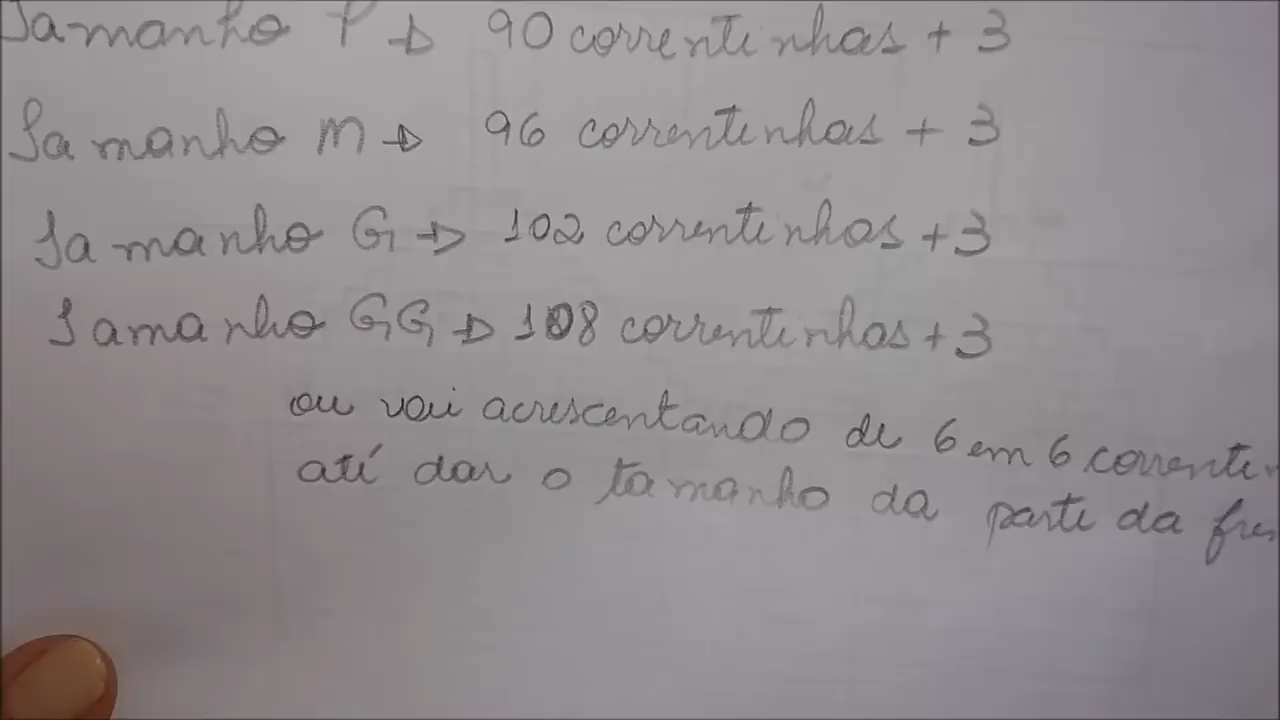 Tamanho P → 90 correntinhas + 3
Tamanho M → 96 correntinhas + 3
Tamanho G → 102 correntinhas + 3
Tamanho GG → 108 correntinhas + 3
ou vai acrescentando de 6 em 6
até dar o tamanho da parte da